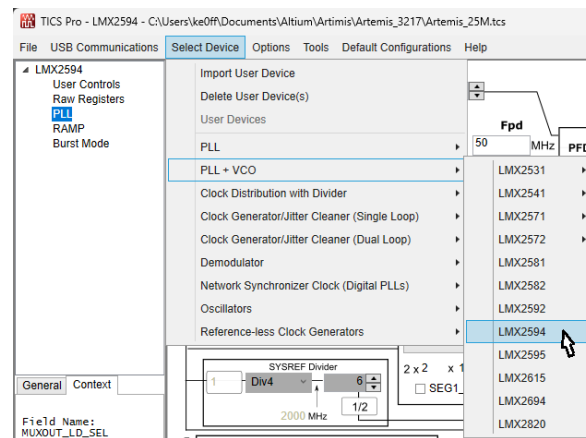 TICS Pro - LMX2594 - C:\Users\ke0ff\Documents\Altium\Artimis\Artemis_3217\Artemis_25M.tcs
File USB Communications Select Device Options Tools Default Configurations Help
LMX2594
User Controls
Raw Registers
PLL
RAMP
Burst Mode
Import User Device
Delete User Device(s)
User Devices
PLL
PLL + VCO
Clock Distribution with Divider
Clock Generator/Jitter Cleaner (Single Loop)
Clock Generator/Jitter Cleaner (Dual Loop)
Demodulator
Network Synchronizer Clock (Digital PLLs)
Oscillators
Reference-less Clock Generators
Fpd
50 MHz PFD
LMX2531
LMX2541
LMX2571
LMX2572
LMX2581
LMX2582
LMX2592
LMX2594
LMX2595
LMX2615
LMX2694
LMX2820
SYSREF Divider
1 Div4 6
2000 MHz 1/2
2 x 2 x 1
SEG1_
General Context
Field Name:
MUXOUT_LD_SEL